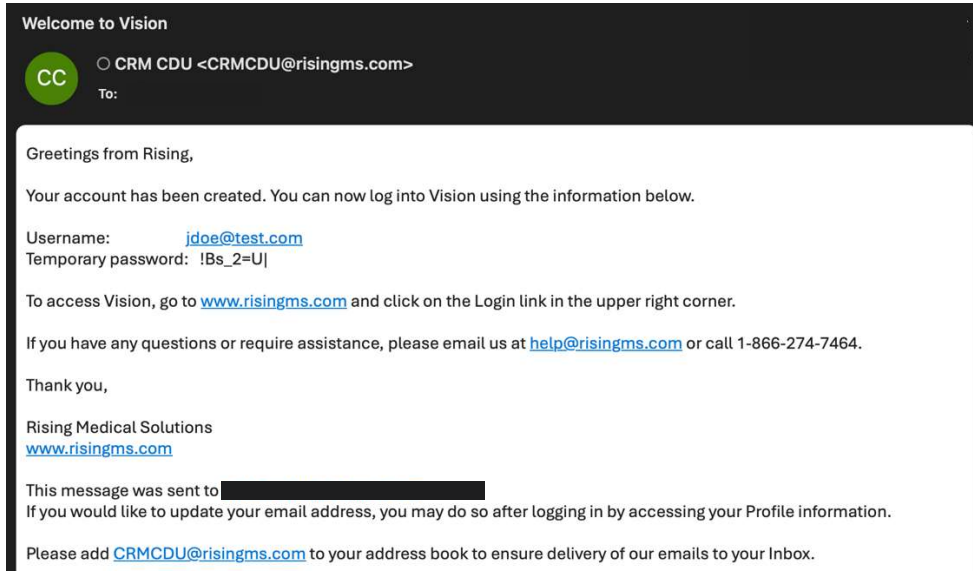 Welcome to Vision
CC
CRM CDU <CRMCDU@risingms.com>
To:
Greetings from Rising,
Your account has been created. You can now log into Vision using the information below.
Username: jdoe@test.com
Temporary password: !Bs_2=U|
To access Vision, go to www.risingms.com and click on the Login link in the upper right corner.
If you have any questions or require assistance, please email us at help@risingms.com or call 1-866-274-7464.
Thank you,
Rising Medical Solutions
www.risingms.com
This message was sent to
If you would like to update your email address, you may do so after logging in by accessing your Profile information.
Please add CRMCDU@risingms.com to your address book to ensure delivery of our emails to your Inbox.